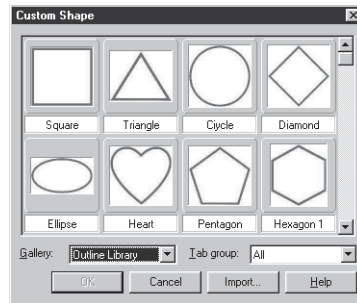 Custom Shape
Square Triangle Ciycle Diamond
Ellipse Heart Pentagon Hexagon 1
Gallery: Outline Library Tab group: All
OK Cancel Import... Help